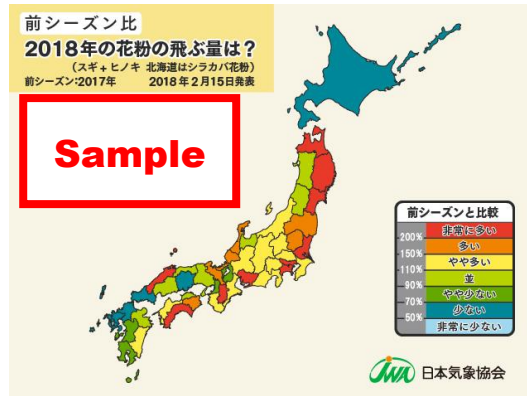 前シーズン比
2018年の花粉の飛ぶ量は？
（スギ＋ヒノキ 北海道はシラカバ花粉）
前シーズン:2017年 2018年2月15日発表
Sample
前シーズンと比較
非常に多い
200%
多い
150%
やや多い
110%
並
90%
やや少ない
70%
少ない
50%
非常に少ない
JWA 日本気象協会